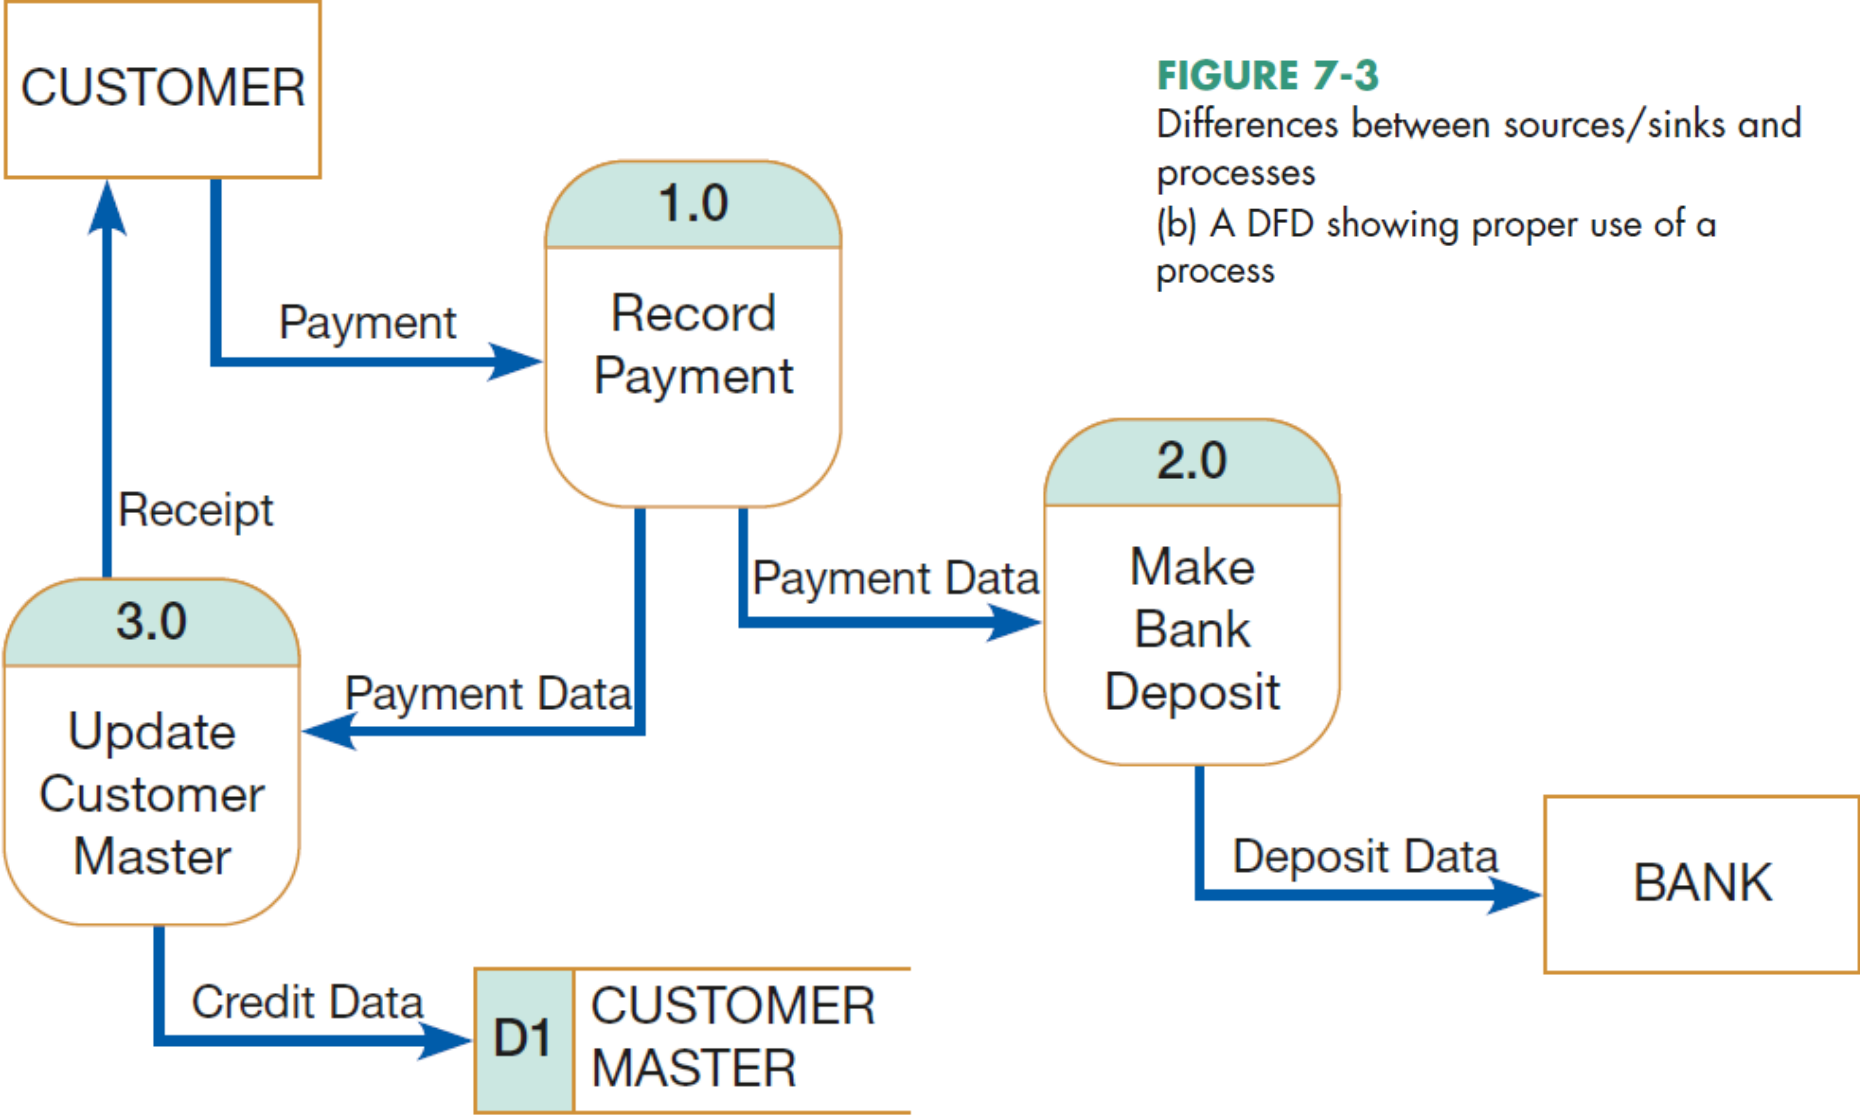 CUSTOMER
FIGURE 7-3
Differences between sources/sinks and
processes
(b) A DFD showing proper use of a
process
1.0
Record
Payment
Payment
2.0
Make
Bank
Deposit
Receipt
Payment Data
3.0
Update
Customer
Master
Payment Data
Deposit Data
BANK
Credit Data
D1
CUSTOMER
MASTER